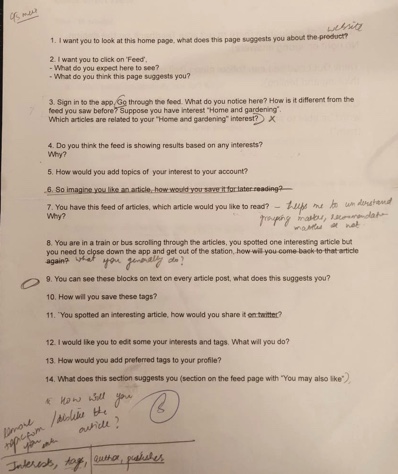 website
1. I want you to look at this home page, what does this page suggests you about the product?
2. I want you to click on 'Feed'.
- What do you expect here to see?
- What do you think this page suggests you?
3. Sign in to the app. Go through the feed. What do you notice here? How is it different from the
feed you saw before? Suppose you have interest "Home and gardening".
Which articles are related to your "Home and gardening" interest?) x
4. Do you think the feed is showing results based on any interests?
Why?
5. How would you add topics of your interest to your account?
6. So imagine you like an article, how would you save it for later reading?
7. You have this feed of articles, which article would you like to read? - helps me to understand
Why?
grouping matters, recommendation
matters or not
8. You are in a train or bus scrolling through the articles, you spotted one interesting article but
you need to close down the app and get out of the station, how will you come back to that article
again? what you generally do?
9. You can see these blocks on text on every article post, what does this suggests you?
10. How will you save these tags?
11. "You spotted an interesting article, how would you share it on twitter?
12. I would like you to edit some your interests and tags. What will you do?
13. How would you add preferred tags to your profile?
14. What does this section suggests you (section on the feed page with "You may also like")
* How will you
/dislike the
article?
Interests, tags, author, publisher